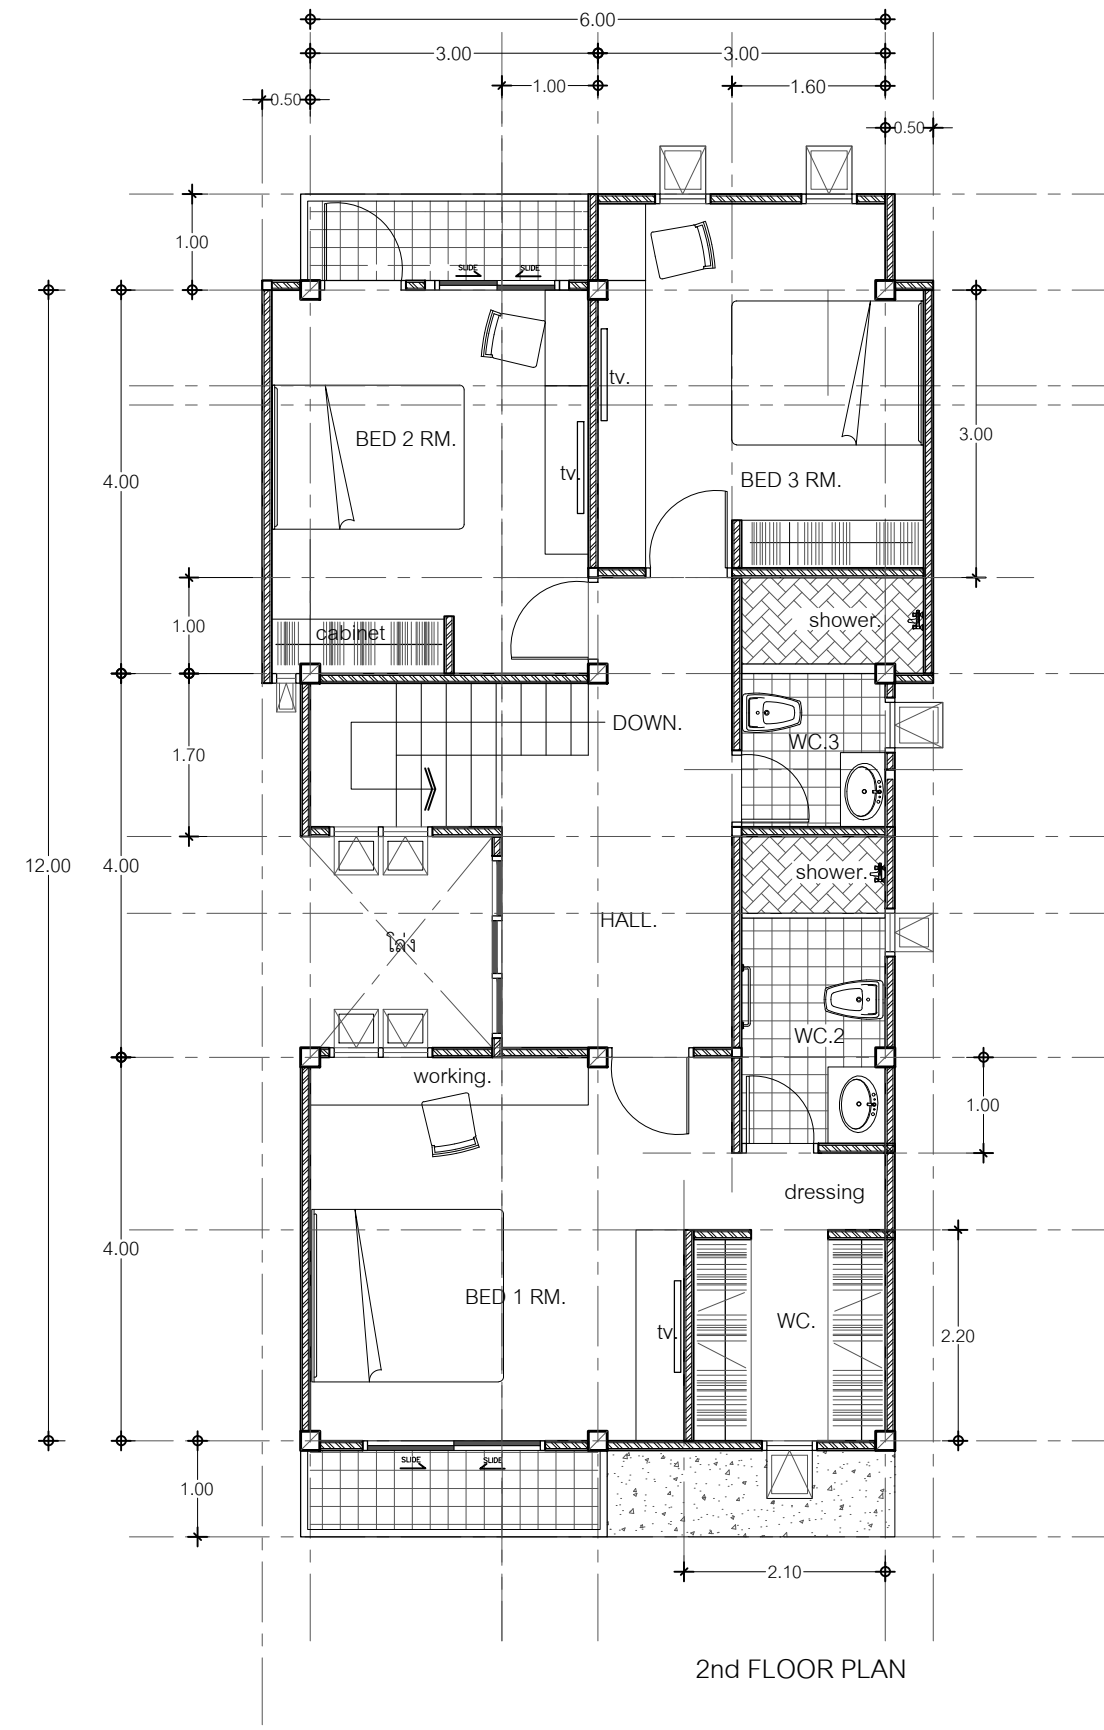 6.00
3.00
3.00
1.00
1.60
0.50
0.50
1.00
SLIDE
SLIDE
tv.
BED 2 RM.
3.00
tv.
4.00
BED 3 RM.
1.00
cabinet
shower.
DOWN.
1.70
WC.3
12.00
4.00
shower.
HALL.
โล่ง
WC.2
working.
1.00
dressing
4.00
BED 1 RM.
WC.
tv.
2.20
SLIDE
SLIDE
1.00
2.10
2nd FLOOR PLAN